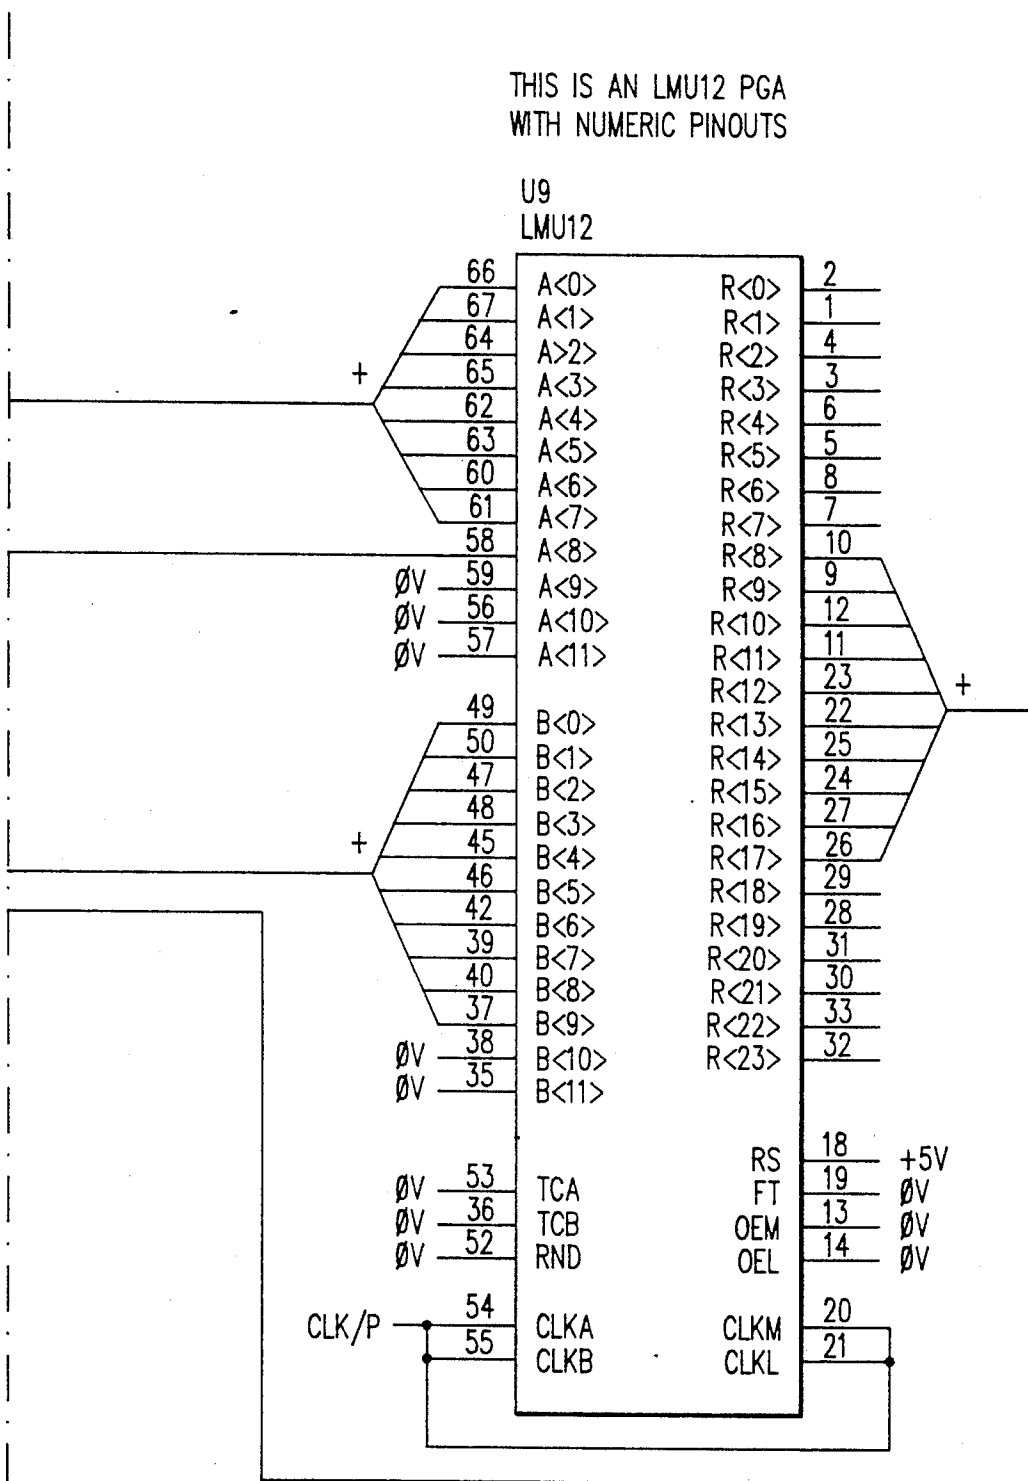 THIS IS AN LMU12 PGA
WITH NUMERIC PINOUTS
U9
LMU12
66 A<0> R<0> 2
67 A<1> R<1> 1
64 A>2> R<2> 4
+ 65 A<3> R<3> 3
62 A<4> R<4> 6
63 A<5> R<5> 5
60 A<6> R<6> 8
61 A<7> R<7> 7
58 A<8> R<8> 10
ØV 59 A<9> R<9> 9
ØV 56 A<10> R<10> 12
ØV 57 A<11> R<11> 11
R<12> 23 +
49 B<0> R<13> 22
50 B<1> R<14> 25
47 B<2> R<15> 24
48 B<3> R<16> 27
+ 45 B<4> R<17> 26
46 B<5> R<18> 29
42 B<6> R<19> 28
39 B<7> R<20> 31
40 B<8> R<21> 30
37 B<9> R<22> 33
ØV 38 B<10> R<23> 32
ØV 35 B<11>
RS 18 +5V
ØV 53 TCA FT 19 ØV
ØV 36 TCB OEM 13 ØV
ØV 52 RND OEL 14 ØV
CLK/P 54 CLKA CLKM 20
55 CLKB CLKL 21